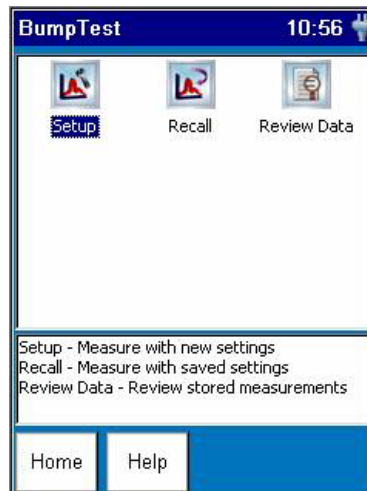 BumpTest 10:56
Setup Recall Review Data
Setup - Measure with new settings
Recall - Measure with saved settings
Review Data - Review stored measurements
Home Help